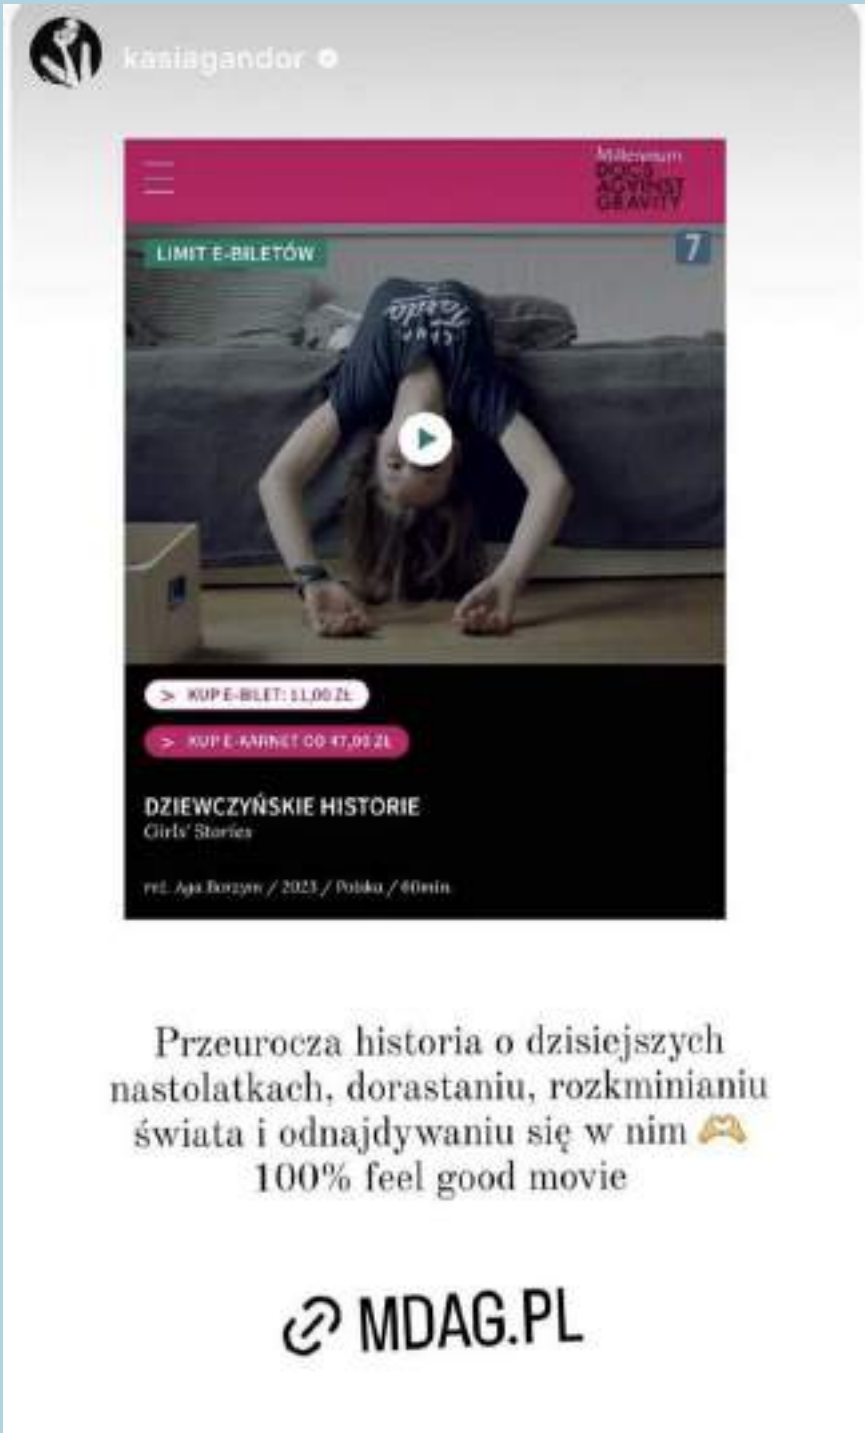 kasiagandor
Millennium
DOCS
AGAINST
GRAVITY
LIMIT E-BILETÓW
7
> KUP E-BILET: 11,00 ZŁ
> KUP E-KARNET OD 47,00 ZŁ
DZIEWCZYŃSKIE HISTORIE
Girls' Stories
reż. Aga Borzym / 2023 / Polska / 60min.
Przeurocza historia o dzisiejszych
nastolatkach, dorastaniu, rozkminianiu
świata i odnajdywaniu się w nim 🫶🏼
100% feel good movie
MDAG.PL